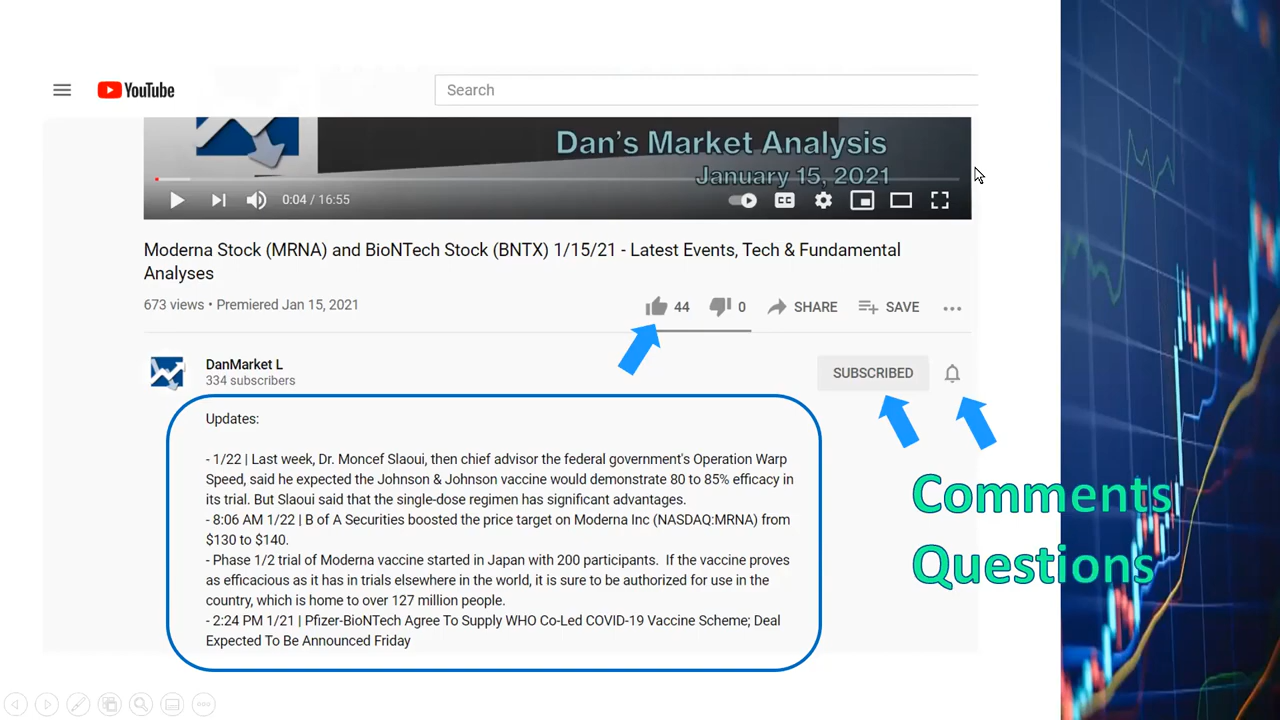 YouTube
Search
Dan's Market Analysis
January 15, 2021
0:04 / 16:55
CC
Moderna Stock (MRNA) and BioNTech Stock (BNTX) 1/15/21 - Latest Events, Tech & Fundamental
Analyses
673 views • Premiered Jan 15, 2021
44 0 SHARE SAVE
DanMarket L
334 subscribers
SUBSCRIBED
Updates:
- 1/22 | Last week, Dr. Moncef Slaoui, then chief advisor the federal government's Operation Warp
Speed, said he expected the Johnson & Johnson vaccine would demonstrate 80 to 85% efficacy in
its trial. But Slaoui said that the single-dose regimen has significant advantages.
- 8:06 AM 1/22 | B of A Securities boosted the price target on Moderna Inc (NASDAQ:MRNA) from
$130 to $140.
- Phase 1/2 trial of Moderna vaccine started in Japan with 200 participants.  If the vaccine proves
as efficacious as it has in trials elsewhere in the world, it is sure to be authorized for use in the
country, which is home to over 127 million people.
- 2:24 PM 1/21 | Pfizer-BioNTech Agree To Supply WHO Co-Led COVID-19 Vaccine Scheme; Deal
Expected To Be Announced Friday
Comments
Questions